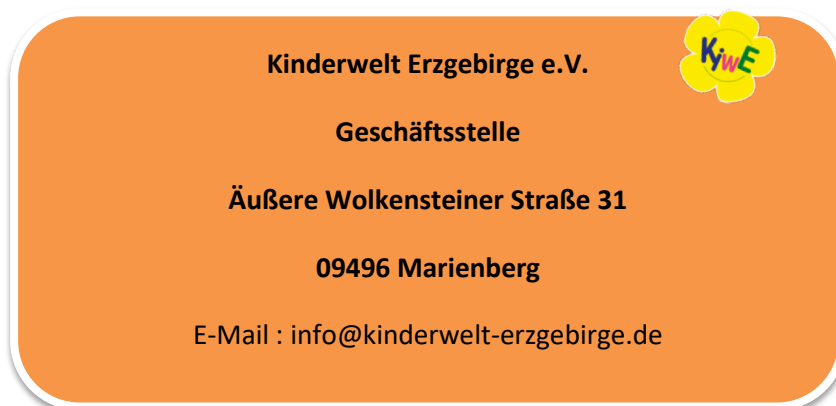 Kinderwelt Erzgebirge e.V.
KiwE
Geschäftsstelle
Äußere Wolkensteiner Straße 31
09496 Marienberg
E-Mail : info@kinderwelt-erzgebirge.de